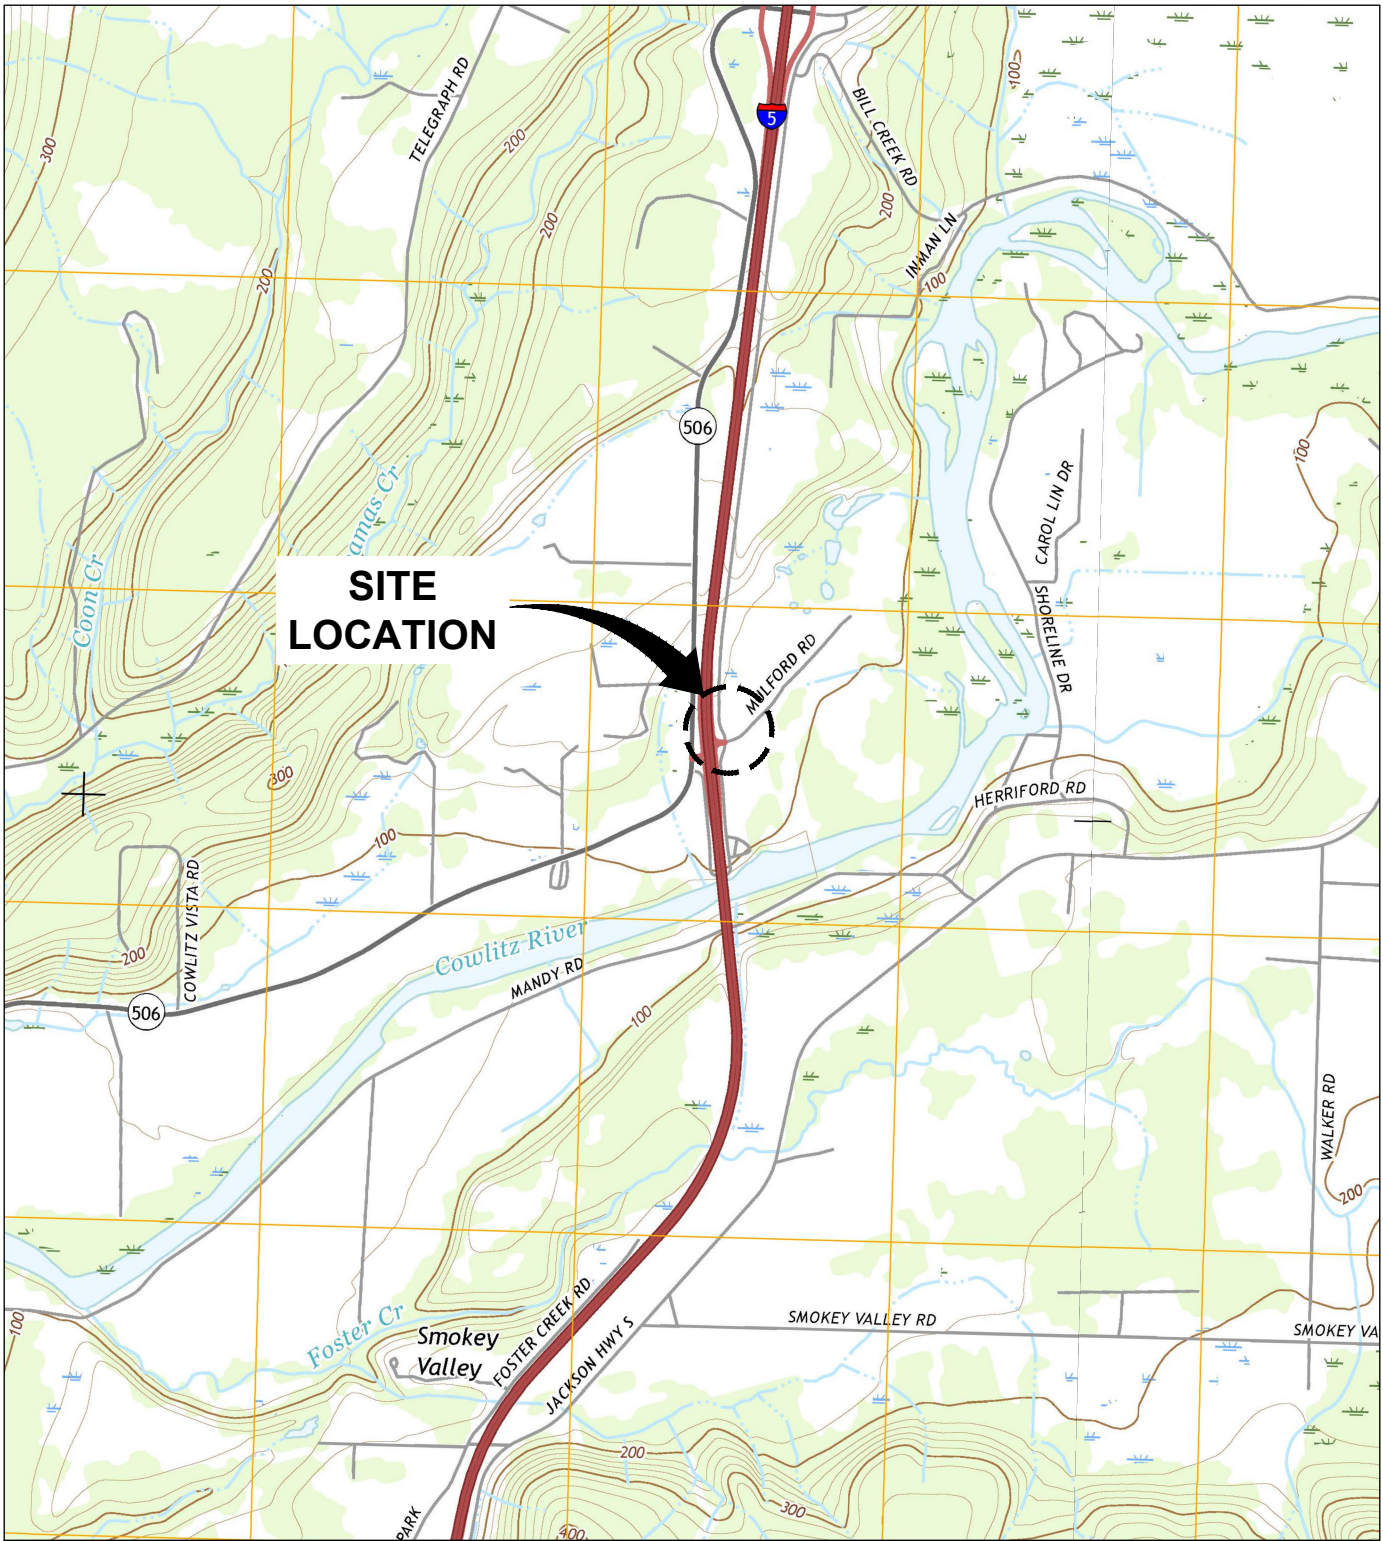 TELEGRAPH RD
5
BILL CREEK RD
100
300
200
200
200
INMAN LN
200
100
506
100
CAROL LIN DR
amas Cr
Coon Cr
SITE
LOCATION
SHORELINE DR
MULFORD RD
300
HERRIFORD RD
100
COWLITZ VISTA RD
200
Cowlitz River
MANDY RD
506
100
WALKER RD
200
100
Foster Cr
Smokey
Valley
FOSTER CREEK RD
JACKSON HWY S
SMOKEY VALLEY RD
SMOKEY VA
200
300
400
PARK